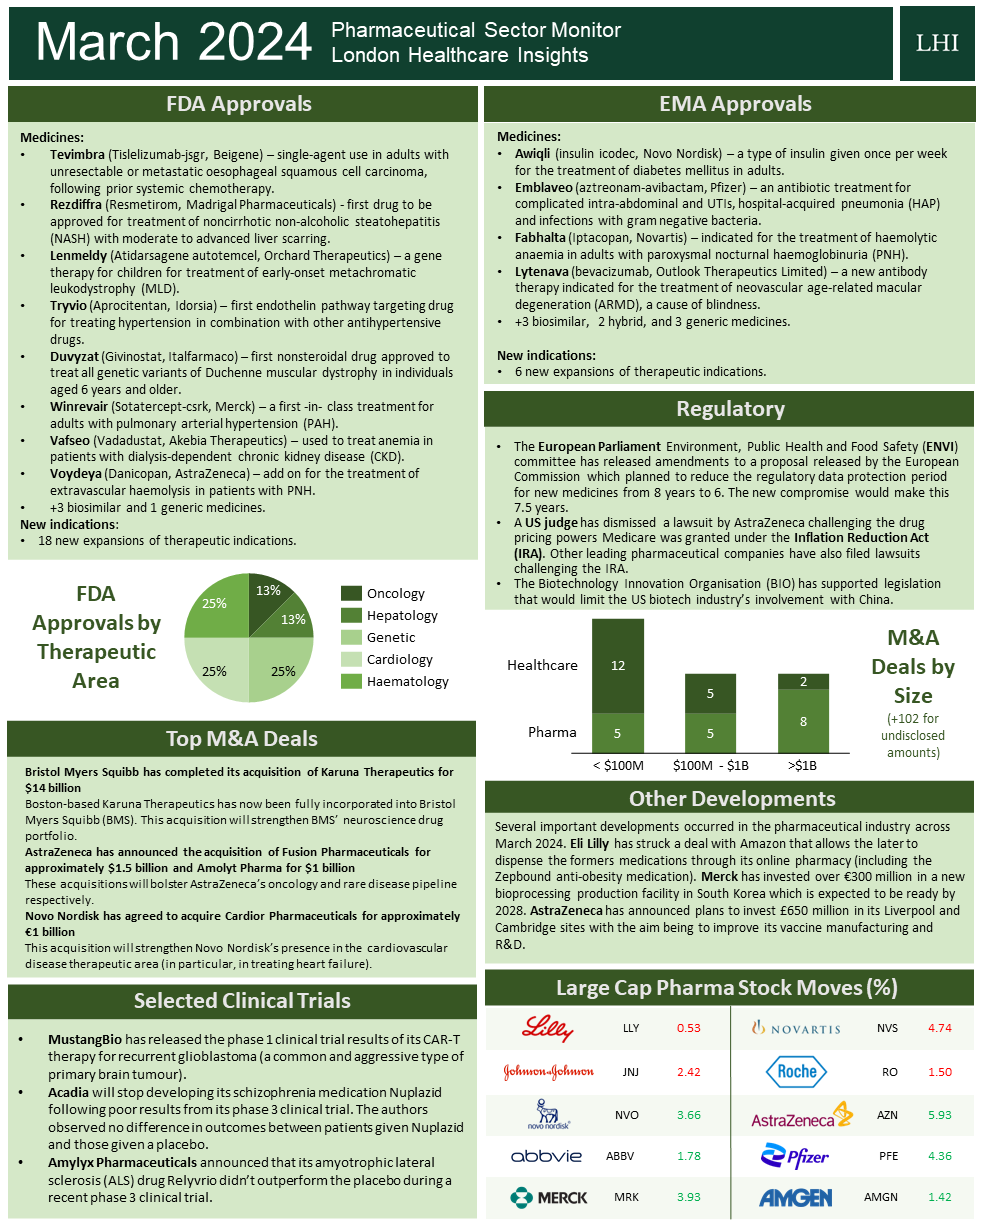 March 2024
Pharmaceutical Sector Monitor
London Healthcare Insights
LHI
FDA Approvals
Medicines:
• Tevimbra (Tislelizumab-jsgr, Beigene) – single-agent use in adults with
unresectable or metastatic oesophageal squamous cell carcinoma,
following prior systemic chemotherapy.
• Rezdiffra (Resmetirom, Madrigal Pharmaceuticals) - first drug to be
approved for treatment of noncirrhotic non-alcoholic steatohepatitis
(NASH) with moderate to advanced liver scarring.
• Lenmeldy (Atidarsagene autotemcel, Orchard Therapeutics) – a gene
therapy for children for treatment of early-onset metachromatic
leukodystrophy (MLD).
• Tryvio (Aprocitentan, Idorsia) – first endothelin pathway targeting drug
for treating hypertension in combination with other antihypertensive
drugs.
• Duvyzat (Givinostat, Italfarmaco) – first nonsteroidal drug approved to
treat all genetic variants of Duchenne muscular dystrophy in individuals
aged 6 years and older.
• Winrevair (Sotatercept-csrk, Merck) – a first -in- class treatment for
adults with pulmonary arterial hypertension (PAH).
• Vafseo (Vadadustat, Akebia Therapeutics) – used to treat anemia in
patients with dialysis-dependent chronic kidney disease (CKD).
• Voydeya (Danicopan, AstraZeneca) – add on for the treatment of
extravascular haemolysis in patients with PNH.
• +3 biosimilar and 1 generic medicines.
New indications:
• 18 new expansions of therapeutic indications.
FDA
Approvals by
Therapeutic
Area
13%
13%
25%
25%
25%
Oncology
Hepatology
Genetic
Cardiology
Haematology
Top M&A Deals
Bristol Myers Squibb has completed its acquisition of Karuna Therapeutics for
$14 billion
Boston-based Karuna Therapeutics has now been fully incorporated into Bristol
Myers Squibb (BMS). This acquisition will strengthen BMS’ neuroscience drug
portfolio.
AstraZeneca has announced the acquisition of Fusion Pharmaceuticals for
approximately $1.5 billion and Amolyt Pharma for $1 billion
These acquisitions will bolster AstraZeneca’s oncology and rare disease pipeline
respectively.
Novo Nordisk has agreed to acquire Cardior Pharmaceuticals for approximately
€1 billion
This acquisition will strengthen Novo Nordisk’s presence in the cardiovascular
disease therapeutic area (in particular, in treating heart failure).
Selected Clinical Trials
• MustangBio has released the phase 1 clinical trial results of its CAR-T
therapy for recurrent glioblastoma (a common and aggressive type of
primary brain tumour).
• Acadia will stop developing its schizophrenia medication Nuplazid
following poor results from its phase 3 clinical trial. The authors
observed no difference in outcomes between patients given Nuplazid
and those given a placebo.
• Amylyx Pharmaceuticals announced that its amyotrophic lateral
sclerosis (ALS) drug Relyvrio didn’t outperform the placebo during a
recent phase 3 clinical trial.
EMA Approvals
Medicines:
• Awiqli (insulin icodec, Novo Nordisk) – a type of insulin given once per week
for the treatment of diabetes mellitus in adults.
• Emblaveo (aztreonam-avibactam, Pfizer) – an antibiotic treatment for
complicated intra-abdominal and UTIs, hospital-acquired pneumonia (HAP)
and infections with gram negative bacteria.
• Fabhalta (Iptacopan, Novartis) – indicated for the treatment of haemolytic
anaemia in adults with paroxysmal nocturnal haemoglobinuria (PNH).
• Lytenava (bevacizumab, Outlook Therapeutics Limited) – a new antibody
therapy indicated for the treatment of neovascular age-related macular
degeneration (ARMD), a cause of blindness.
• +3 biosimilar, 2 hybrid, and 3 generic medicines.
New indications:
• 6 new expansions of therapeutic indications.
Regulatory
• The European Parliament Environment, Public Health and Food Safety (ENVI)
committee has released amendments to a proposal released by the European
Commission which planned to reduce the regulatory data protection period
for new medicines from 8 years to 6. The new compromise would make this
7.5 years.
• A US judge has dismissed a lawsuit by AstraZeneca challenging the drug
pricing powers Medicare was granted under the Inflation Reduction Act
(IRA). Other leading pharmaceutical companies have also filed lawsuits
challenging the IRA.
• The Biotechnology Innovation Organisation (BIO) has supported legislation
that would limit the US biotech industry’s involvement with China.
Healthcare
Pharma
12
5
5
5
2
8
< $100M
$100M - $1B
>$1B
M&A
Deals by
Size
(+102 for
undisclosed
amounts)
Other Developments
Several important developments occurred in the pharmaceutical industry across
March 2024. Eli Lilly has struck a deal with Amazon that allows the later to
dispense the formers medications through its online pharmacy (including the
Zepbound anti-obesity medication). Merck has invested over €300 million in a new
bioprocessing production facility in South Korea which is expected to be ready by
2028. AstraZeneca has announced plans to invest £650 million in its Liverpool and
Cambridge sites with the aim being to improve its vaccine manufacturing and
R&D.
Large Cap Pharma Stock Moves (%)
Lilly LLY 0.53
NOVARTIS NVS 4.74
Johnson&Johnson JNJ 2.42
Roche RO 1.50
novo nordisk NVO 3.66
AstraZeneca AZN 5.93
abbvie ABBV 1.78
Pfizer PFE 4.36
MERCK MRK 3.93
AMGEN AMGN 1.42